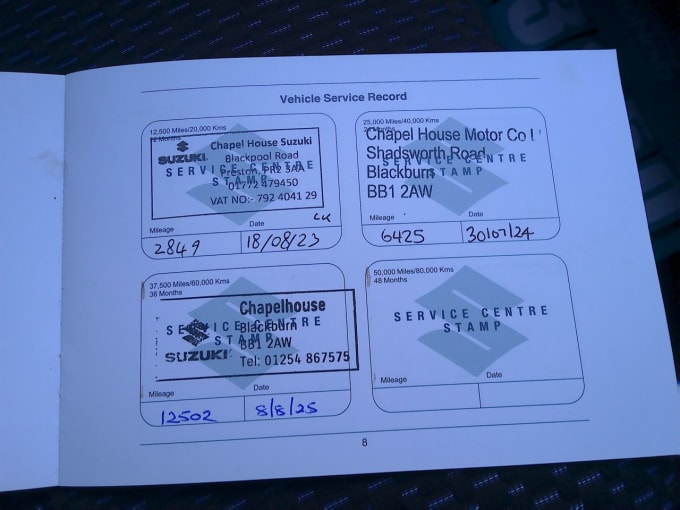 Vehicle Service Record
12,500 Miles/20,000 Kms
12 Months
SERVICE CENTRE
STAMP
SUZUKI
Chapel House Suzuki
Blackpool Road
Preston, PR2 3AA
01772 479450
VAT NO:- 792 4041 29
Mileage
Date
2849
18/08/23
25,000 Miles/40,000 Kms
Months
SERVICE CENTRE
STAMP
Chapel House Motor Co
Shadsworth Road
Blackburn
BB1 2AW
Mileage
Date
6425
30/07/24
37,500 Miles/60,000 Kms
36 Months
SERVICE CENTRE
STAMP
SUZUKI
Chapelhouse
Blackburn
BB1 2AW
Tel: 01254 867575
Mileage
Date
12502
8/8/25
50,000 Miles/80,000 Kms
48 Months
SERVICE CENTRE
STAMP
Mileage
Date
8